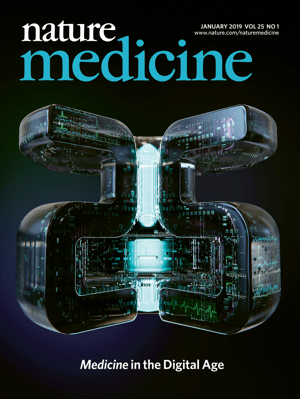 nature
JANUARY 2019 VOL 25 NO 1
www.nature.com/naturemedicine
medicine
Medicine in the Digital Age